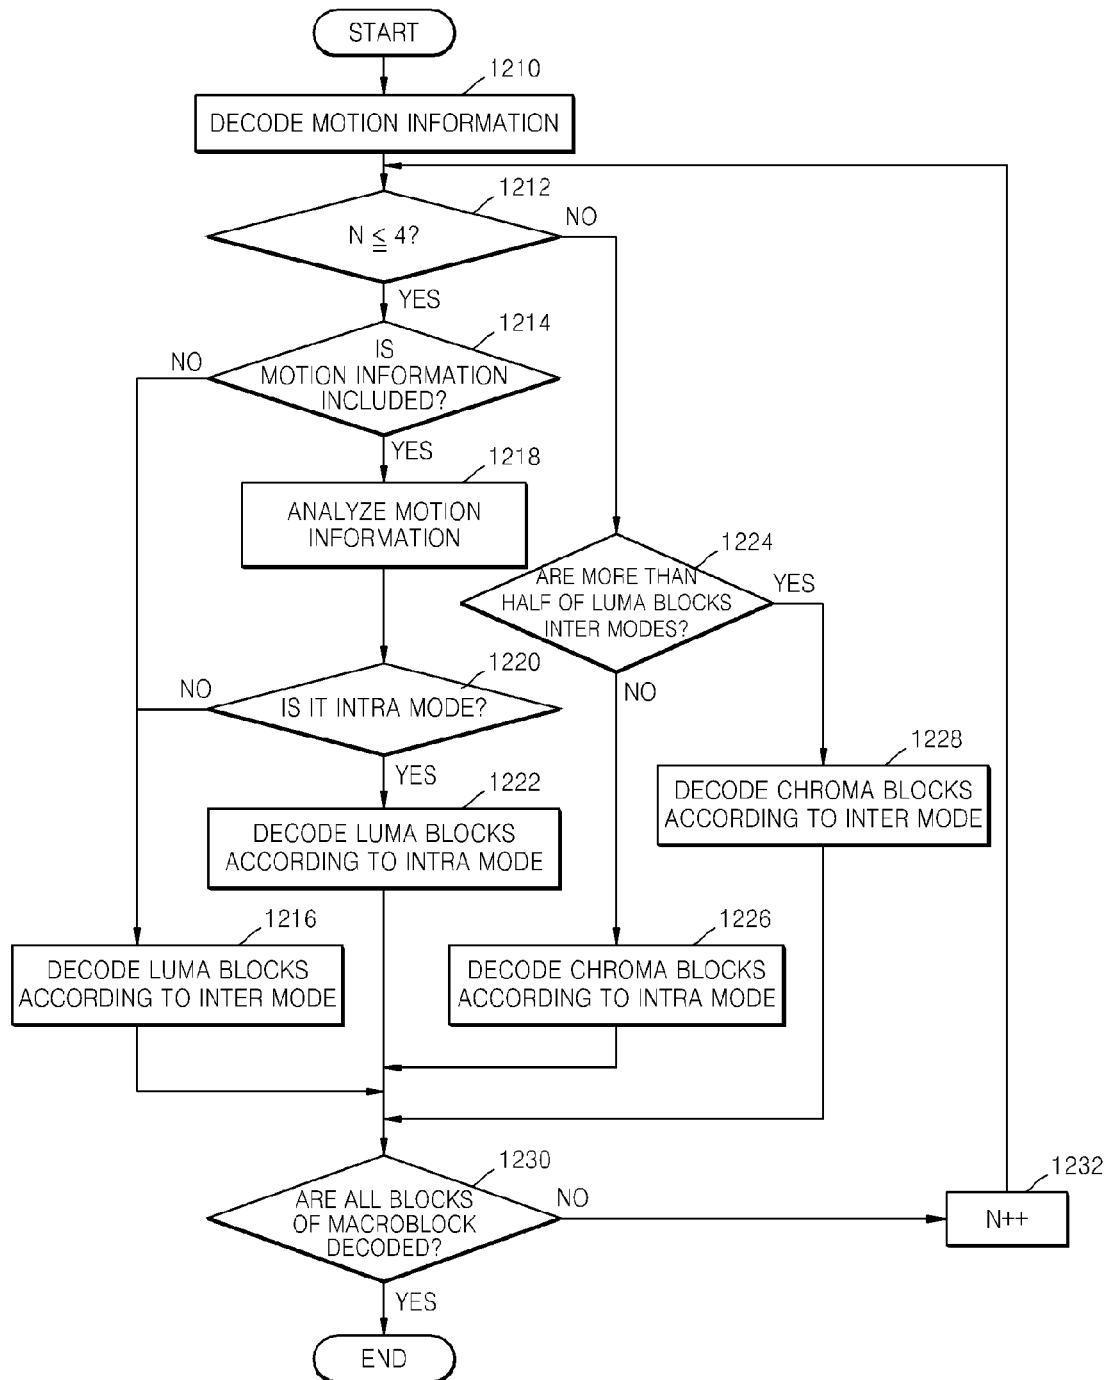 START
1210
DECODE MOTION INFORMATION
1212
NO
N ≦ 4?
YES
1214
NO
IS
MOTION INFORMATION
INCLUDED?
YES
1218
ANALYZE MOTION
INFORMATION
1224
ARE MORE THAN
HALF OF LUMA BLOCKS
INTER MODES?
YES
NO
1220
NO
IS IT INTRA MODE?
YES
1228
DECODE CHROMA BLOCKS
ACCORDING TO INTER MODE
1222
DECODE LUMA BLOCKS
ACCORDING TO INTRA MODE
1216
DECODE LUMA BLOCKS
ACCORDING TO INTER MODE
1226
DECODE CHROMA BLOCKS
ACCORDING TO INTRA MODE
1230
ARE ALL BLOCKS
OF MACROBLOCK
DECODED?
NO
1232
N++
YES
END